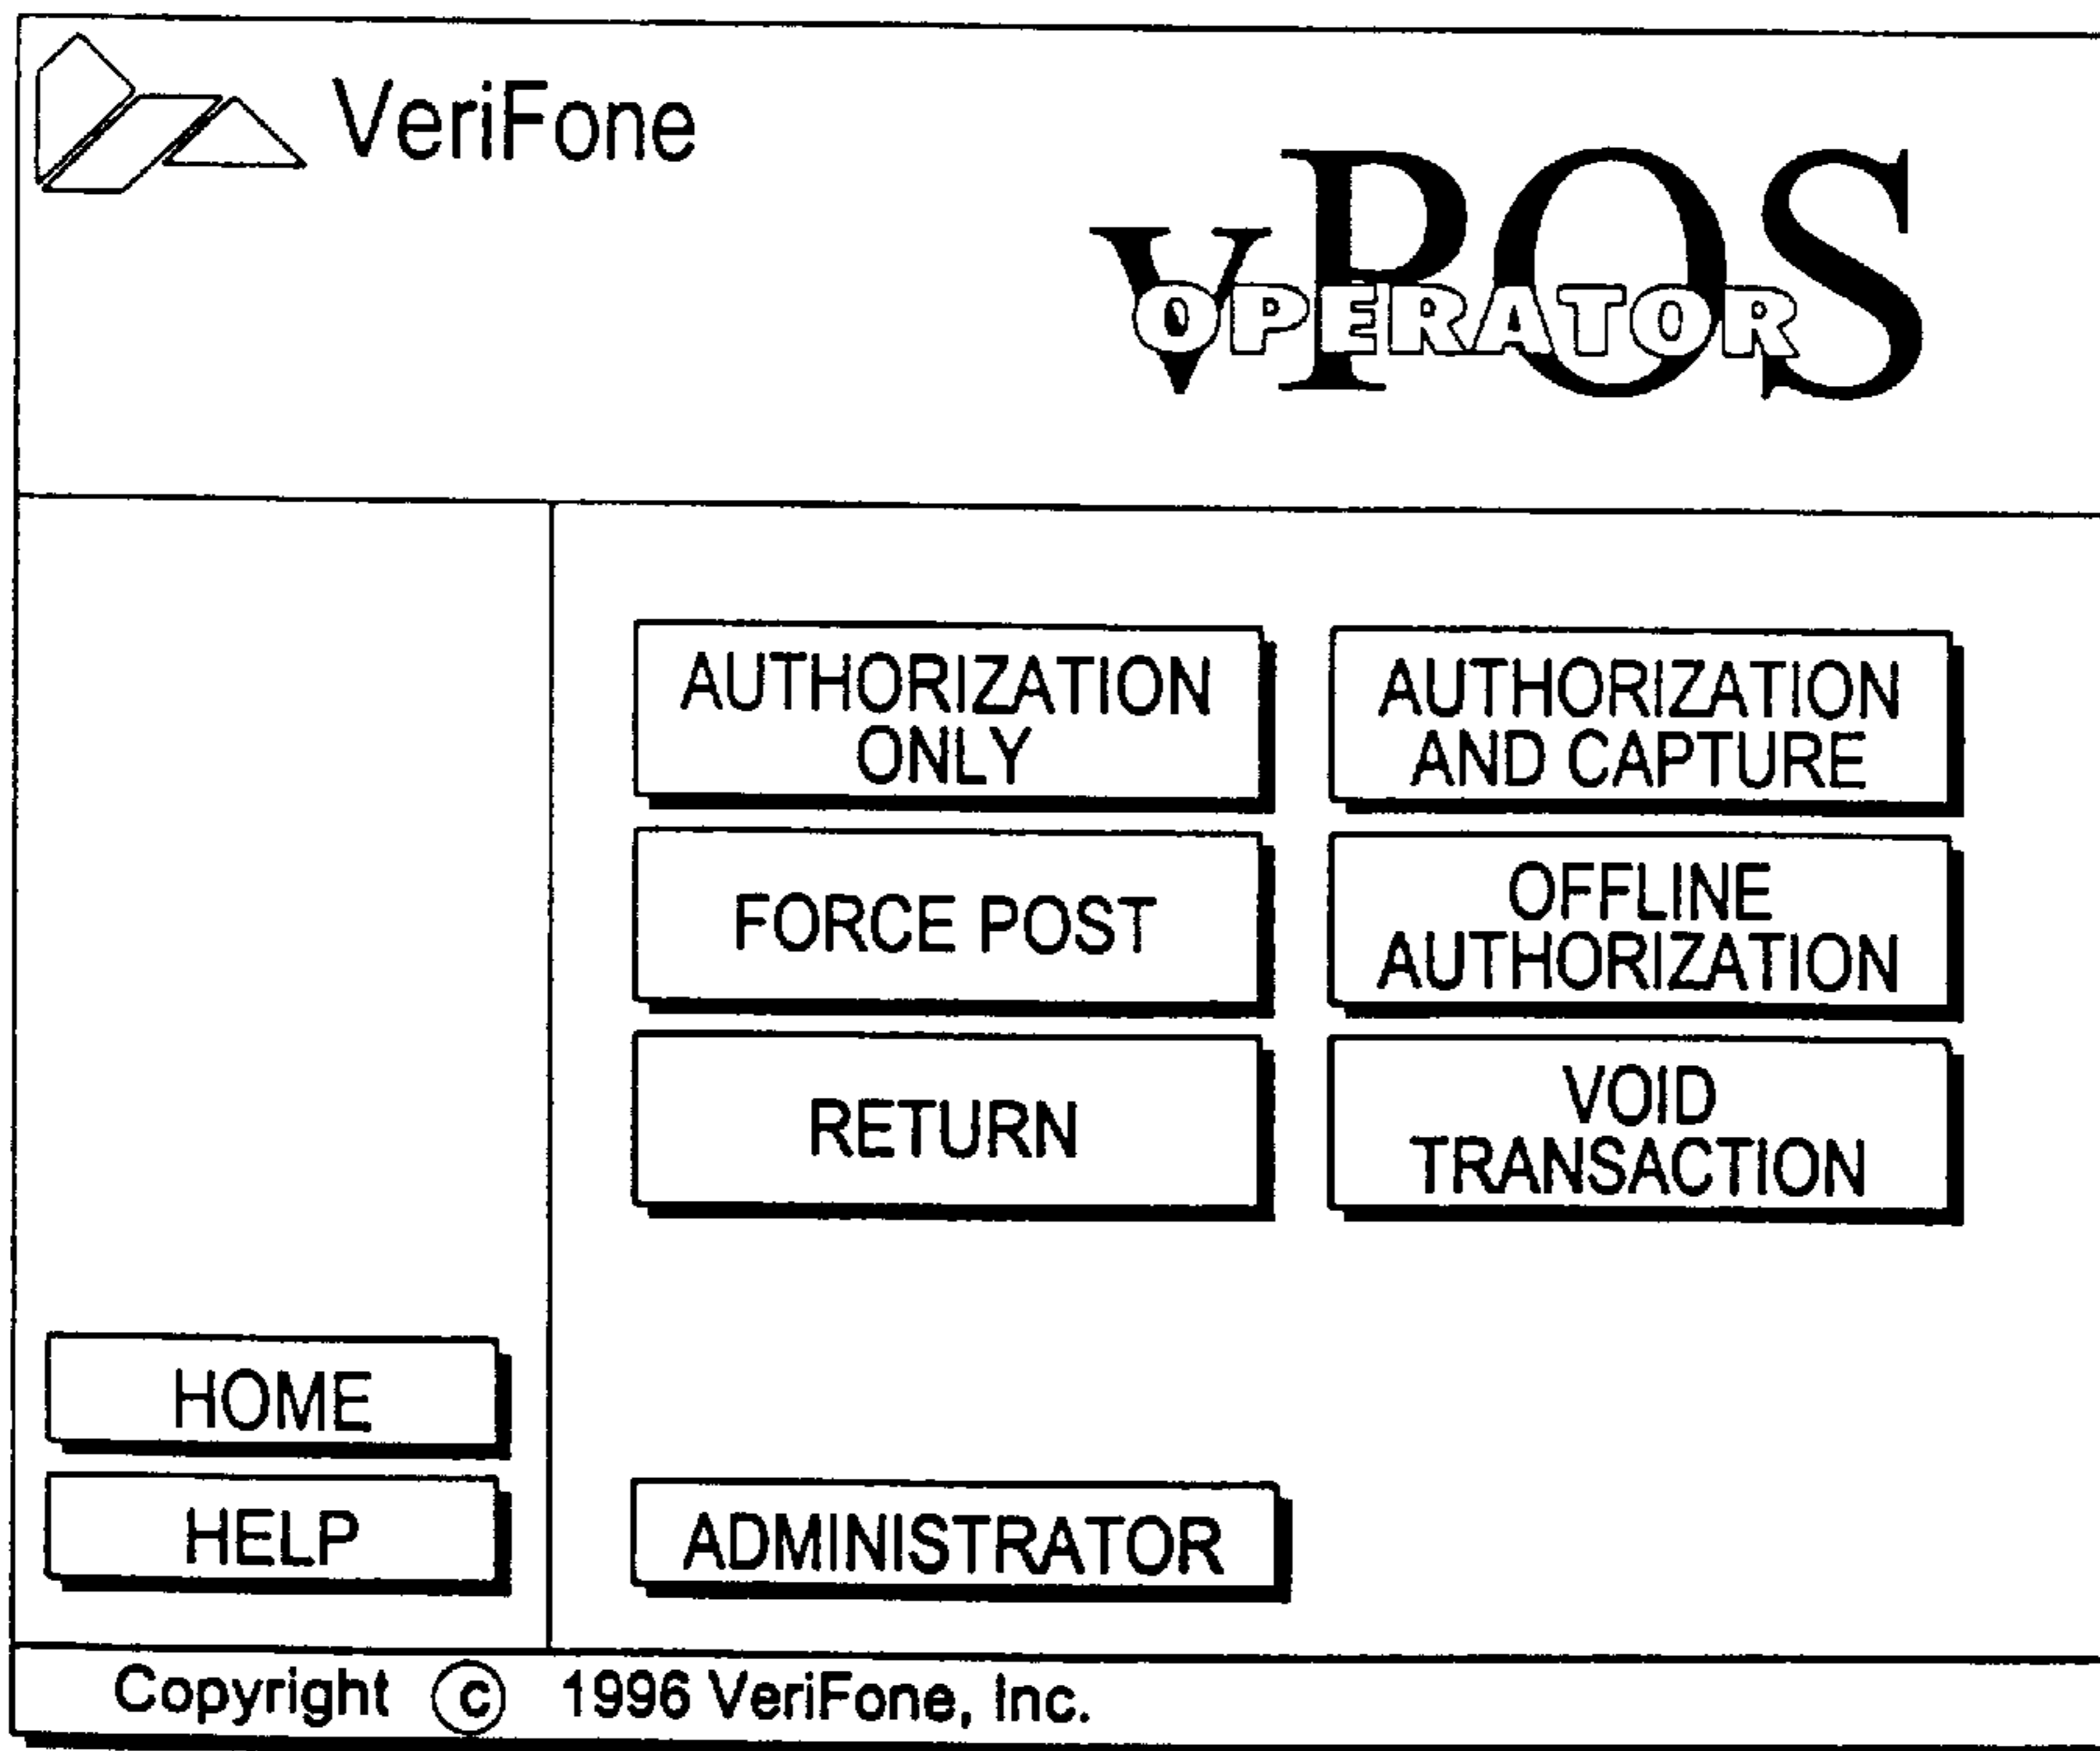 VeriFone
vPOS
OPERATOR
AUTHORIZATION
ONLY
AUTHORIZATION
AND CAPTURE
FORCE POST
OFFLINE
AUTHORIZATION
RETURN
VOID
TRANSACTION
HOME
HELP
ADMINISTRATOR
Copyright © 1996 VeriFone, Inc.